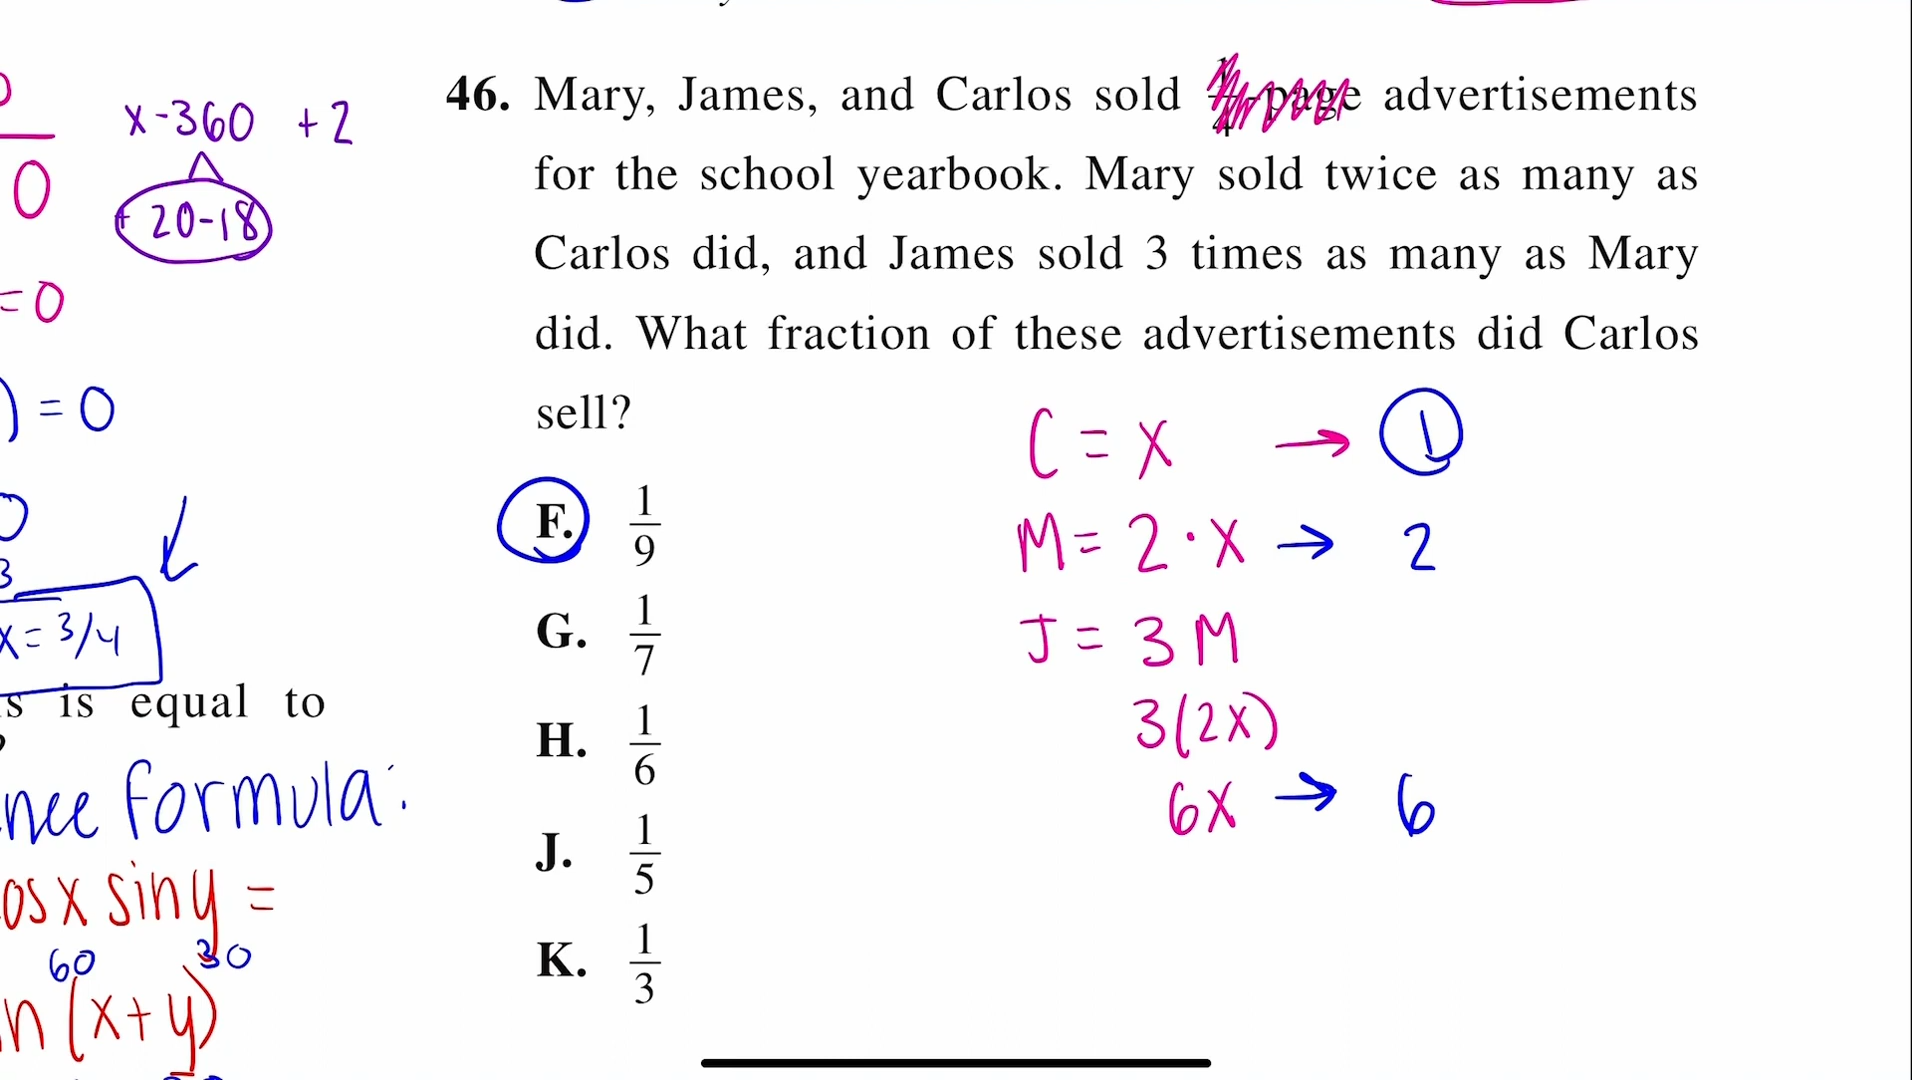 x-360 +2
0
+ 20-18
=0
) = 0
3
x = 3/4
is equal to
formula:
cos x sin y =
60 30
(x+y)
46. Mary, James, and Carlos sold advertisements
for the school yearbook. Mary sold twice as many as
Carlos did, and James sold 3 times as many as Mary
did. What fraction of these advertisements did Carlos
sell?
F. 1/9
G. 1/7
H. 1/6
J. 1/5
K. 1/3
C = x → 1
M = 2 · x → 2
J = 3M
3(2x)
6x → 6